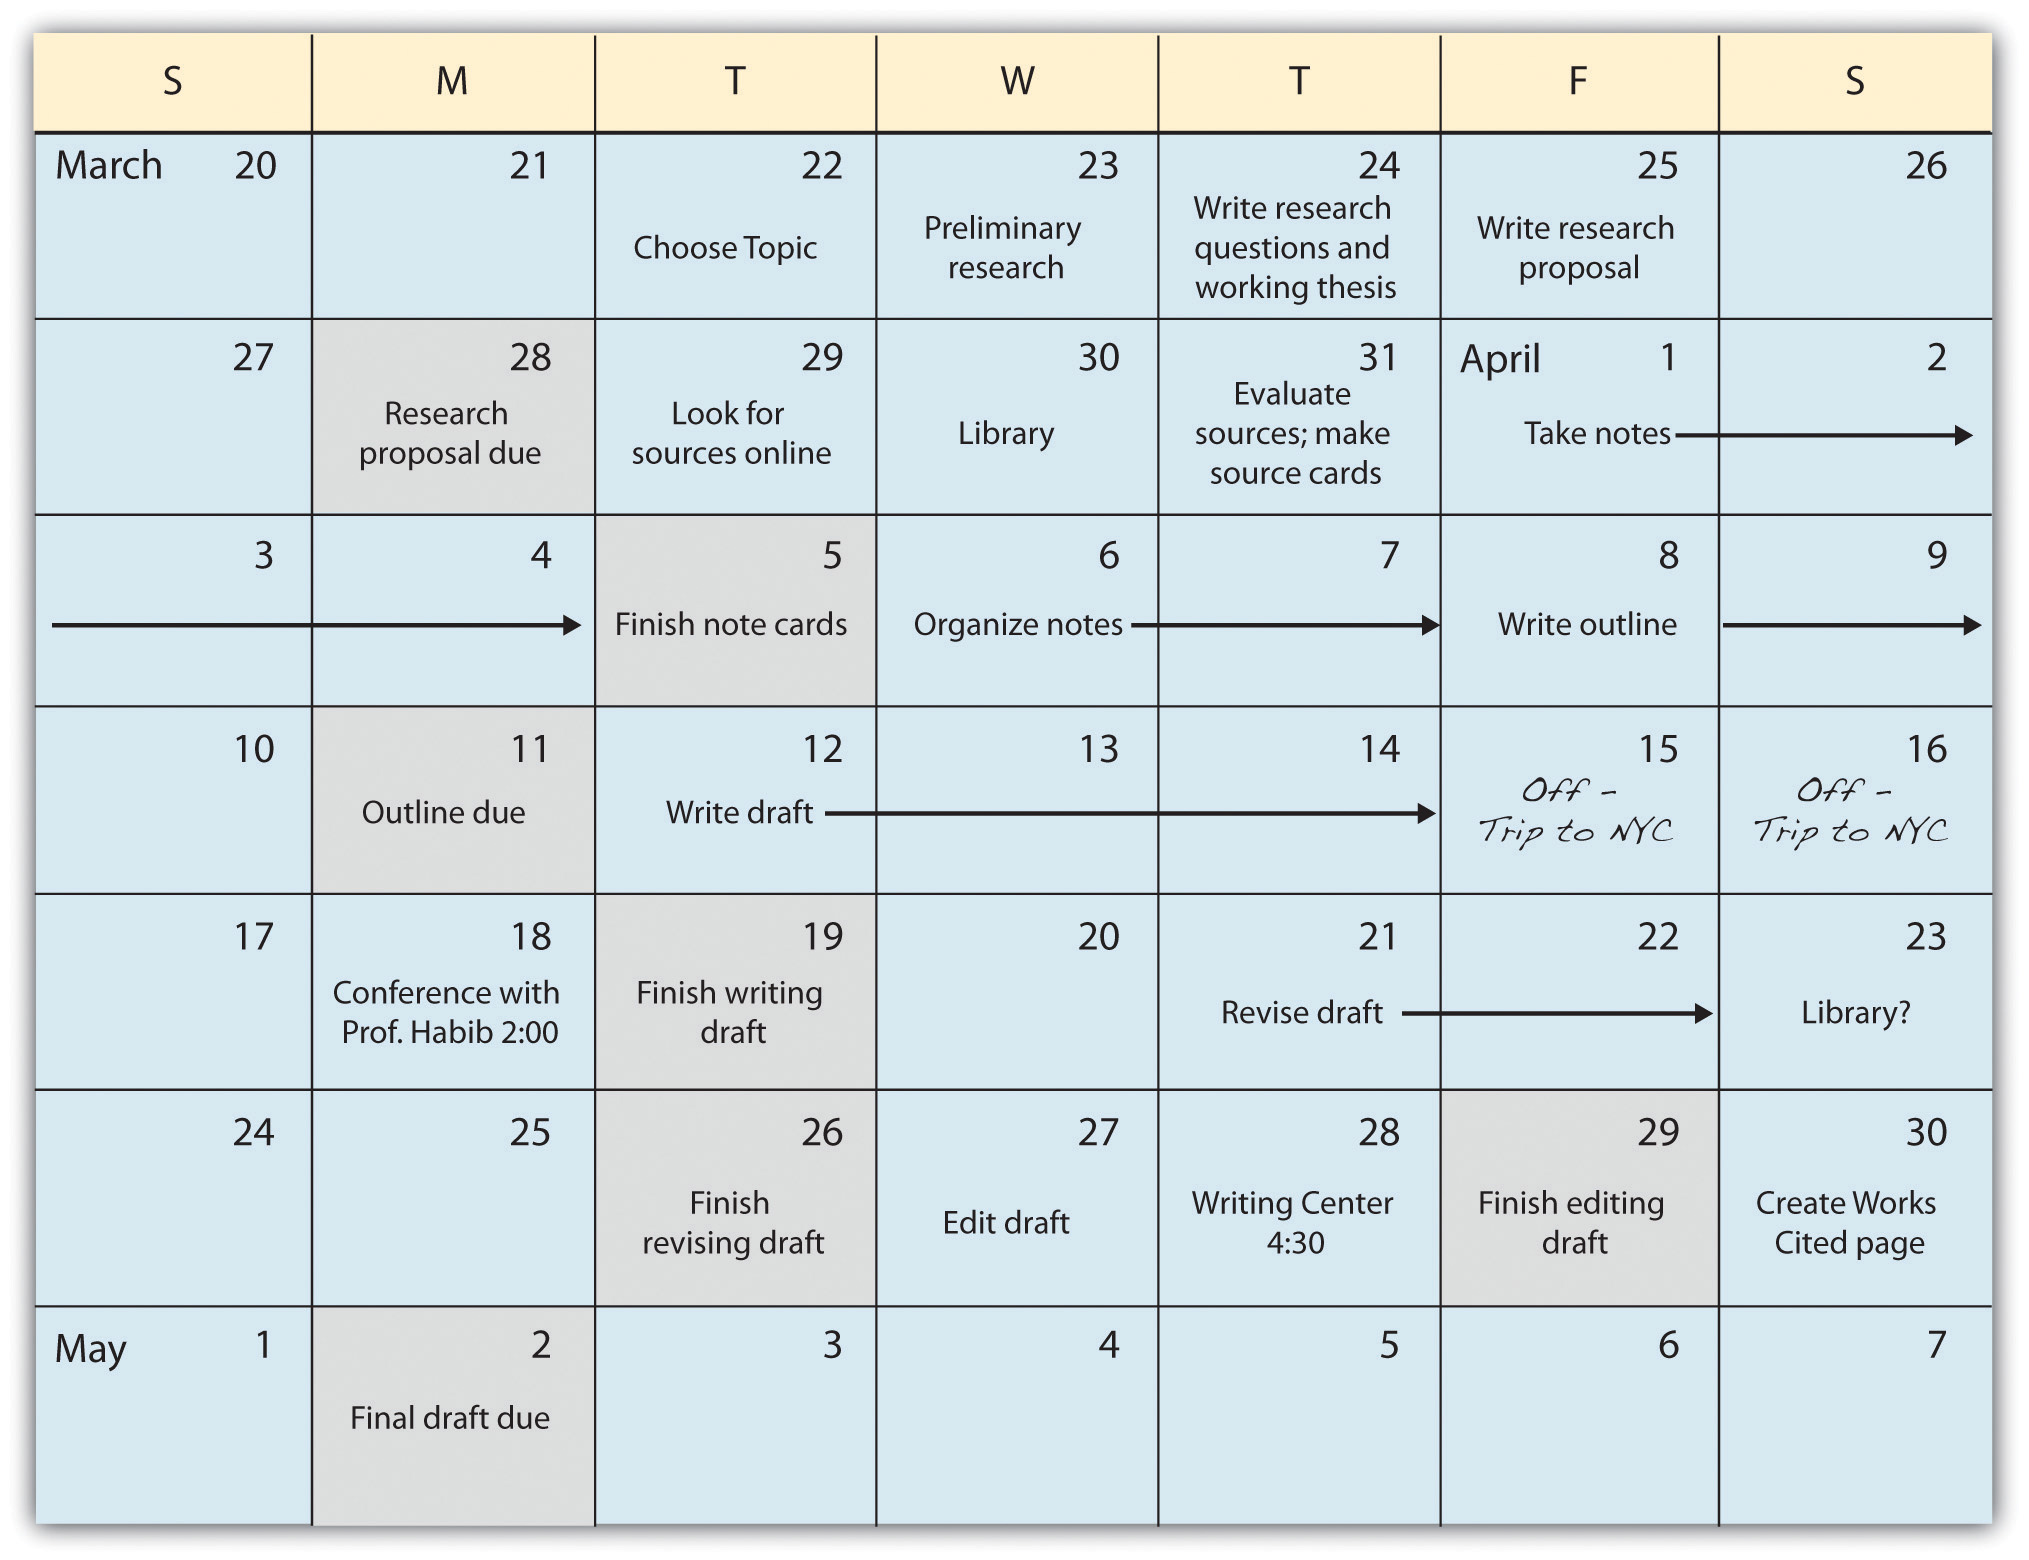 S M T W T F S
March 20 21 22 23 24 25 26
Choose Topic
Preliminary
research
Write research
questions and
working thesis
Write research
proposal
27 28 29 30 31 April 1 2
Research
proposal due
Look for
sources online
Library
Evaluate
sources; make
source cards
Take notes
3 4 5 6 7 8 9
Finish note cards
Organize notes
Write outline
10 11 12 13 14 15 16
Outline due
Write draft
Off -
Trip to NYC
Off -
Trip to NYC
17 18 19 20 21 22 23
Conference with
Prof. Habib 2:00
Finish writing
draft
Revise draft
Library?
24 25 26 27 28 29 30
Finish
revising draft
Edit draft
Writing Center
4:30
Finish editing
draft
Create Works
Cited page
May 1 2 3 4 5 6 7
Final draft due